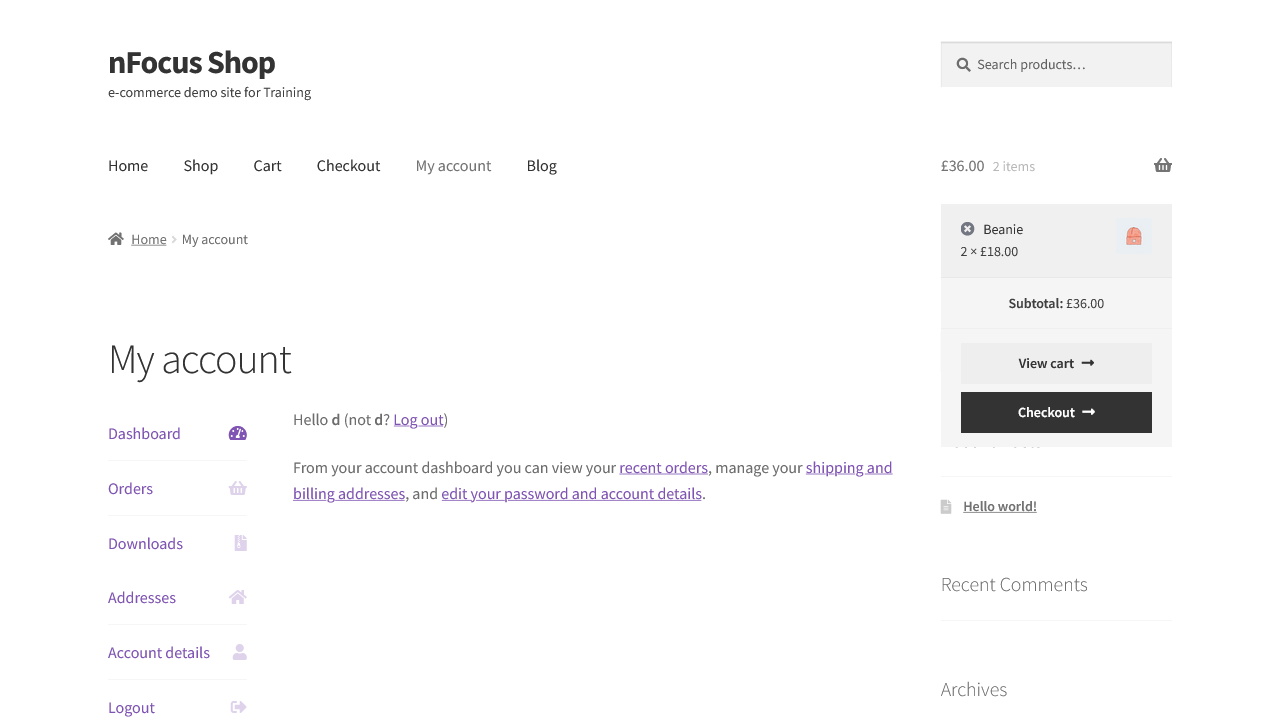 nFocus Shop
e-commerce demo site for Training
Search products…
Home
Shop
Cart
Checkout
My account
Blog
£36.00 2 items
Home
My account
Beanie
2 × £18.00
Subtotal: £36.00
View cart
Checkout
My account
Dashboard
Orders
Downloads
Addresses
Account details
Logout
Hello d (not d? Log out)
From your account dashboard you can view your recent orders, manage your shipping and
billing addresses, and edit your password and account details.
Hello world!
Recent Comments
Archives